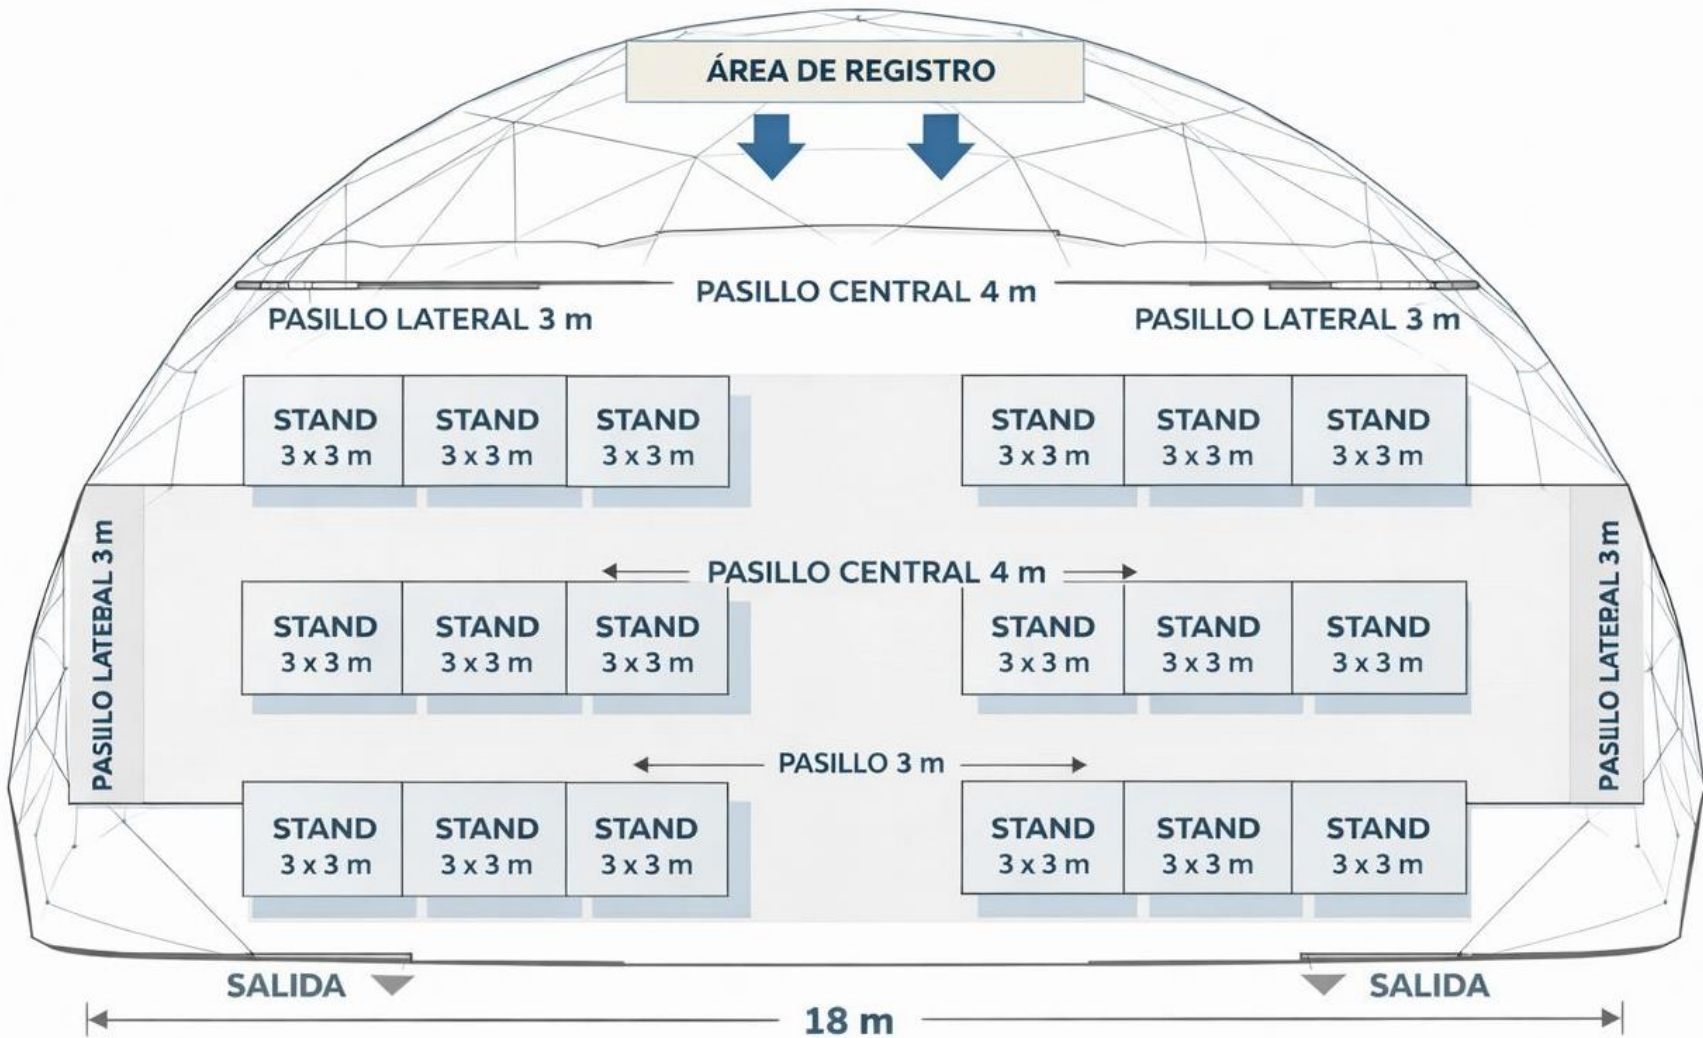 ÁREA DE REGISTRO
PASILLO CENTRAL 4 m
PASILLO LATERAL 3 m
PASILLO LATERAL 3 m
STAND
3 x 3 m
STAND
3 x 3 m
STAND
3 x 3 m
STAND
3 x 3 m
STAND
3 x 3 m
STAND
3 x 3 m
PASILLO LATERAL 3 m
PASILLO LATERAL 3 m
PASILLO CENTRAL 4 m
STAND
3 x 3 m
STAND
3 x 3 m
STAND
3 x 3 m
STAND
3 x 3 m
STAND
3 x 3 m
STAND
3 x 3 m
PASILLO 3 m
STAND
3 x 3 m
STAND
3 x 3 m
STAND
3 x 3 m
STAND
3 x 3 m
STAND
3 x 3 m
STAND
3 x 3 m
SALIDA
SALIDA
18 m